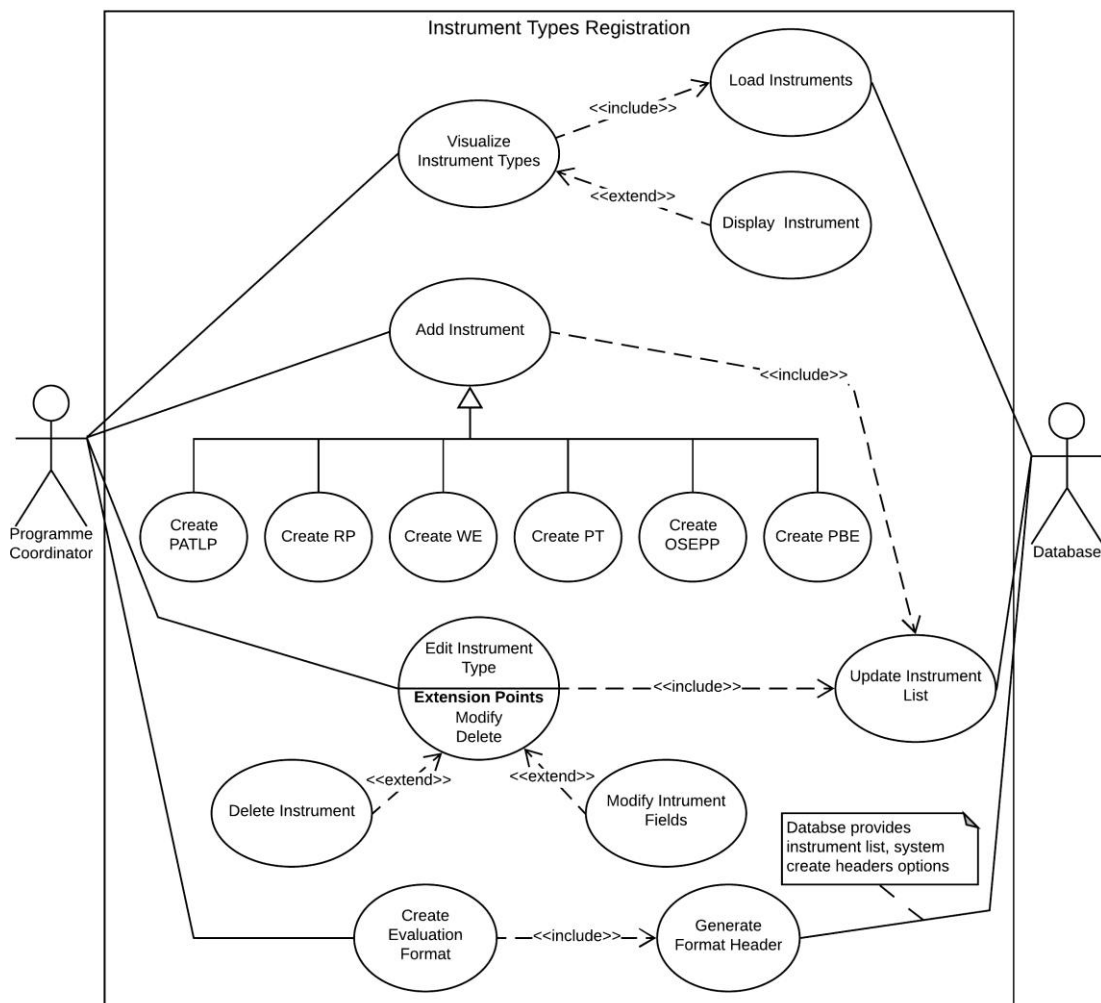 Instrument Types Registration
Load Instruments
<<include>>
Visualize
Instrument Types
<<extend>>
Display Instrument
Add Instrument
<<include>>
Programme
Coordinator
Database
Create
PATLP
Create RP
Create WE
Create PT
Create
OSEPP
Create PBE
Edit Instrument
Type
Extension Points
Modify
Delete
<<include>>
Update Instrument
List
<<extend>>
<<extend>>
Delete Instrument
Modify Intrument
Fields
Databse provides
instrument list, system
create headers options
Create
Evaluation
Format
<<include>>
Generate
Format Header